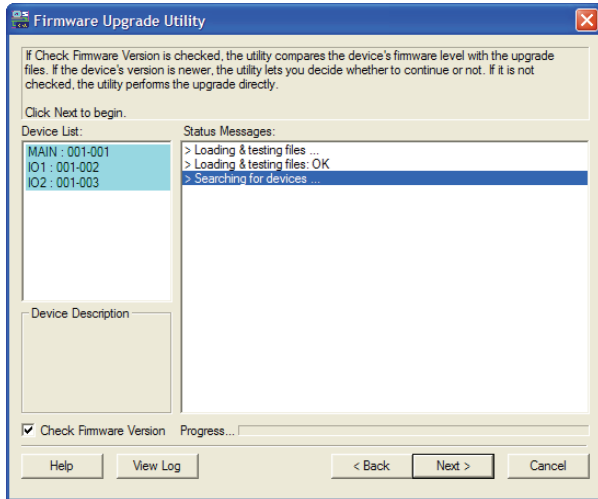 Firmware Upgrade Utility
If Check Firmware Version is checked, the utility compares the device's firmware level with the upgrade
files. If the device's version is newer, the utility lets you decide whether to continue or not. If it is not
checked, the utility performs the upgrade directly.
Click Next to begin.
Device List:
Status Messages:
MAIN : 001-001
IO1 : 001-002
IO2 : 001-003
> Loading & testing files ...
> Loading & testing files: OK
> Searching for devices ...
Device Description
Check Firmware Version
Progress...
Help
View Log
< Back
Next >
Cancel